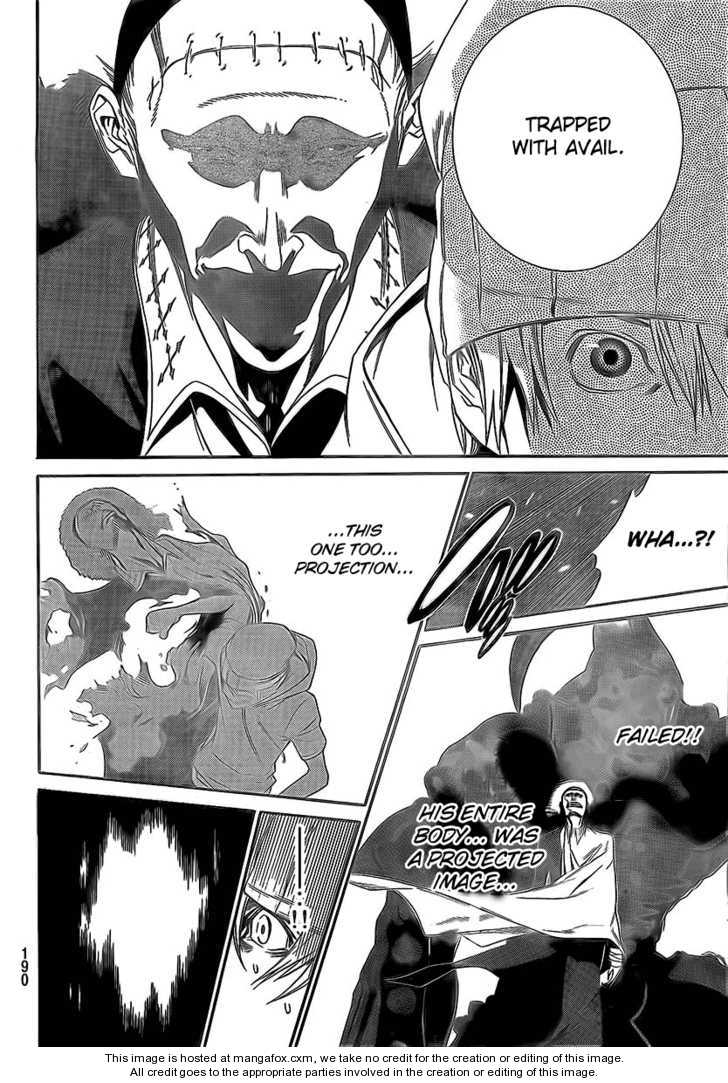 TRAPPED
WITH AVAIL.
WHA...?!
...THIS
ONE TOO...
PROJECTION...
FAILED!!
HIS ENTIRE
BODY... WAS
A PROJECTED
IMAGE...
190
This image is hosted at mangafox.cxm, we take no credit for the creation or editing of this image.
All credit goes to the appropriate parties involved in the creation and/or editing of this image.